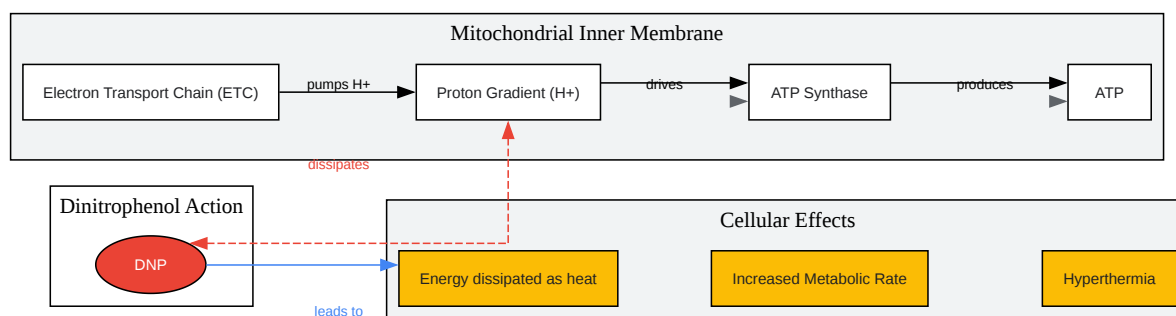 Mitochondrial Inner Membrane
Electron Transport Chain (ETC)
pumps H+
Proton Gradient (H+)
drives
ATP Synthase
produces
ATP
dissipates
Dinitrophenol Action
DNP
leads to
Cellular Effects
Energy dissipated as heat
Increased Metabolic Rate
Hyperthermia